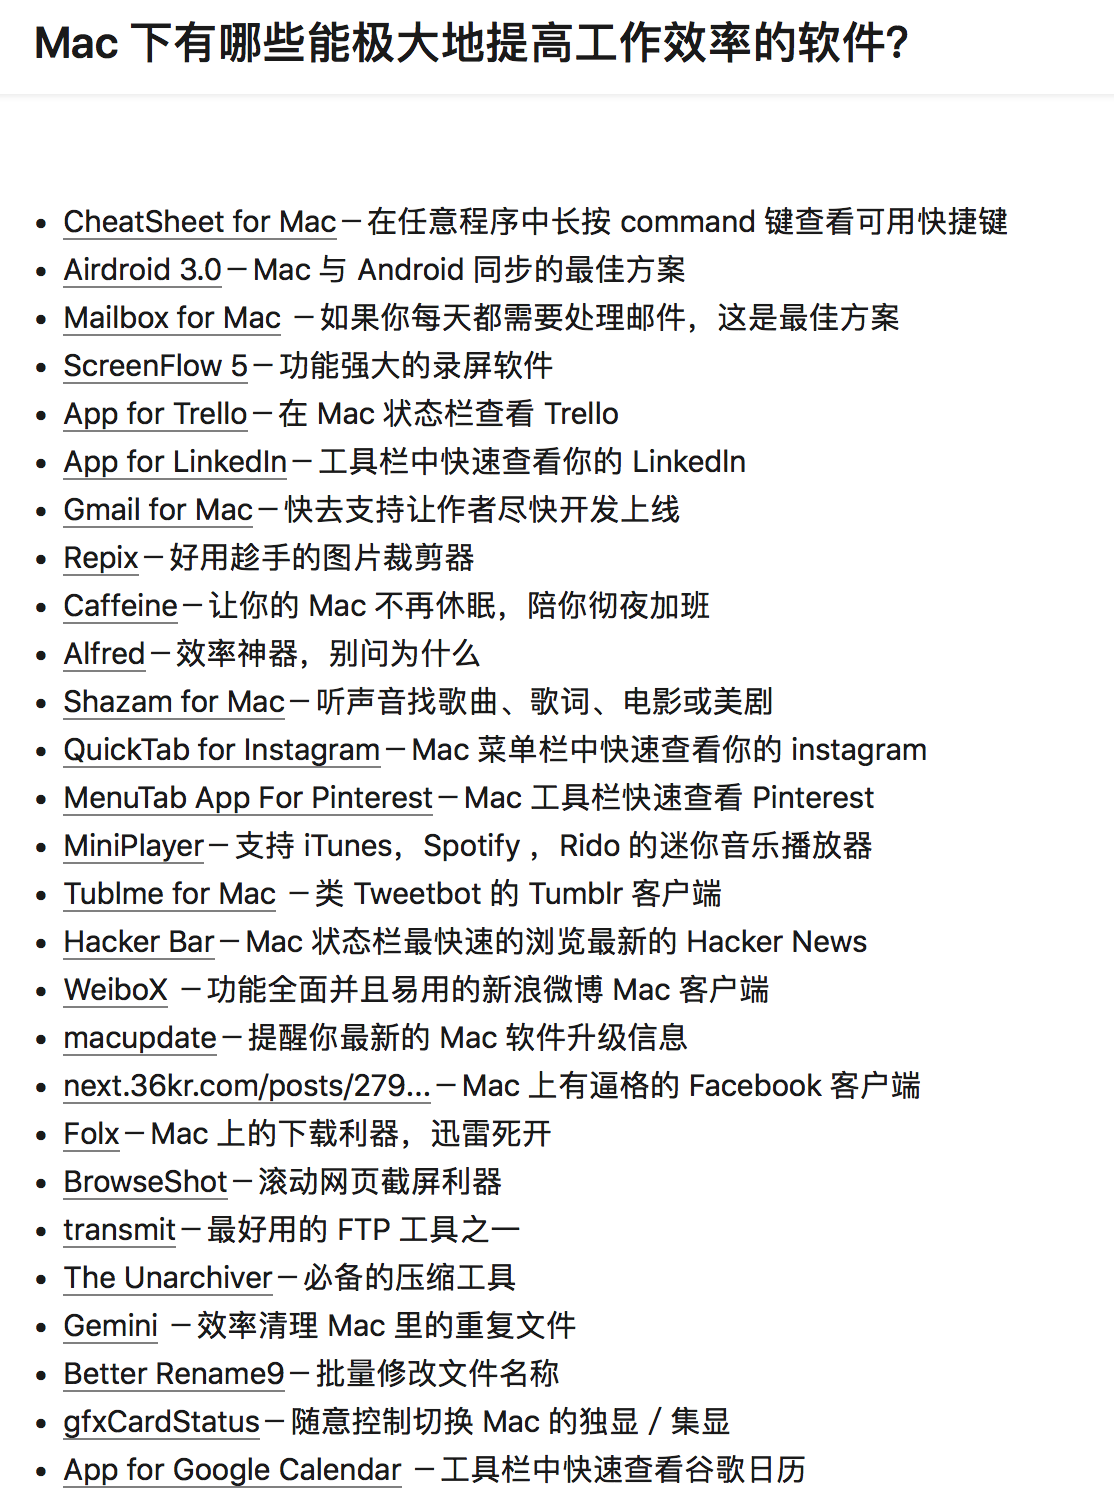 Mac 下有哪些能极大地提高工作效率的软件？
CheatSheet for Mac－在任意程序中长按 command 键查看可用快捷键
Airdroid 3.0－Mac 与 Android 同步的最佳方案
Mailbox for Mac －如果你每天都需要处理邮件，这是最佳方案
ScreenFlow 5－功能强大的录屏软件
App for Trello－在 Mac 状态栏查看 Trello
App for LinkedIn－工具栏中快速查看你的 LinkedIn
Gmail for Mac－快去支持让作者尽快开发上线
Repix－好用趁手的图片裁剪器
Caffeine－让你的 Mac 不再休眠，陪你彻夜加班
Alfred－效率神器，别问为什么
Shazam for Mac－听声音找歌曲、歌词、电影或美剧
QuickTab for Instagram－Mac 菜单栏中快速查看你的 instagram
MenuTab App For Pinterest－Mac 工具栏快速查看 Pinterest
MiniPlayer－支持 iTunes，Spotify ，Rido 的迷你音乐播放器
Tublme for Mac －类 Tweetbot 的 Tumblr 客户端
Hacker Bar－Mac 状态栏最快速的浏览最新的 Hacker News
WeiboX －功能全面并且易用的新浪微博 Mac 客户端
macupdate－提醒你最新的 Mac 软件升级信息
next.36kr.com/posts/279...－Mac 上有逼格的 Facebook 客户端
Folx－Mac 上的下载利器，迅雷死开
BrowseShot－滚动网页截屏利器
transmit－最好用的 FTP 工具之一
The Unarchiver－必备的压缩工具
Gemini －效率清理 Mac 里的重复文件
Better Rename9－批量修改文件名称
gfxCardStatus－随意控制切换 Mac 的独显 / 集显
App for Google Calendar －工具栏中快速查看谷歌日历